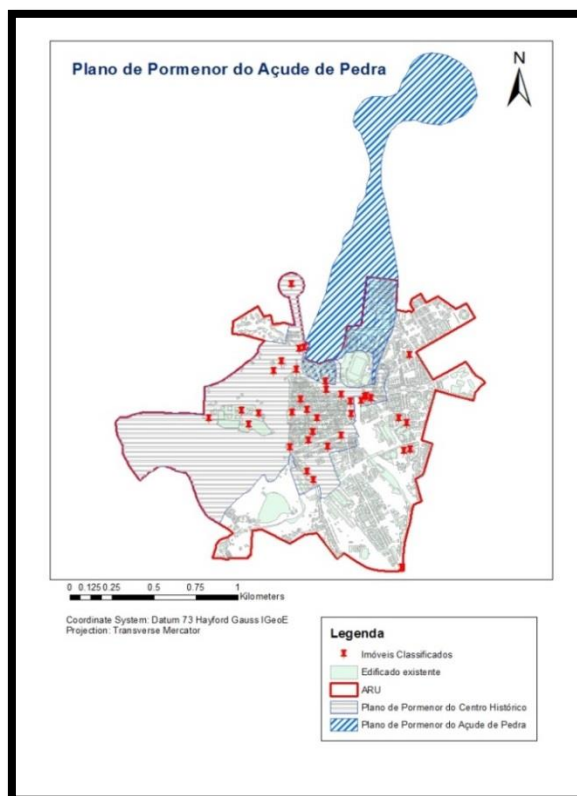 Plano de Pormenor do Açude de Pedra
N
0 0.125 0.25 0.5 0.75 1
Kilometers
Coordinate System: Datum 73 Hayford Gauss IGeoE
Projection: Transverse Mercator
Legenda
Imóveis Classificados
Edificado existente
ARU
Plano de Pormenor do Centro Histórico
Plano de Pormenor do Açude de Pedra